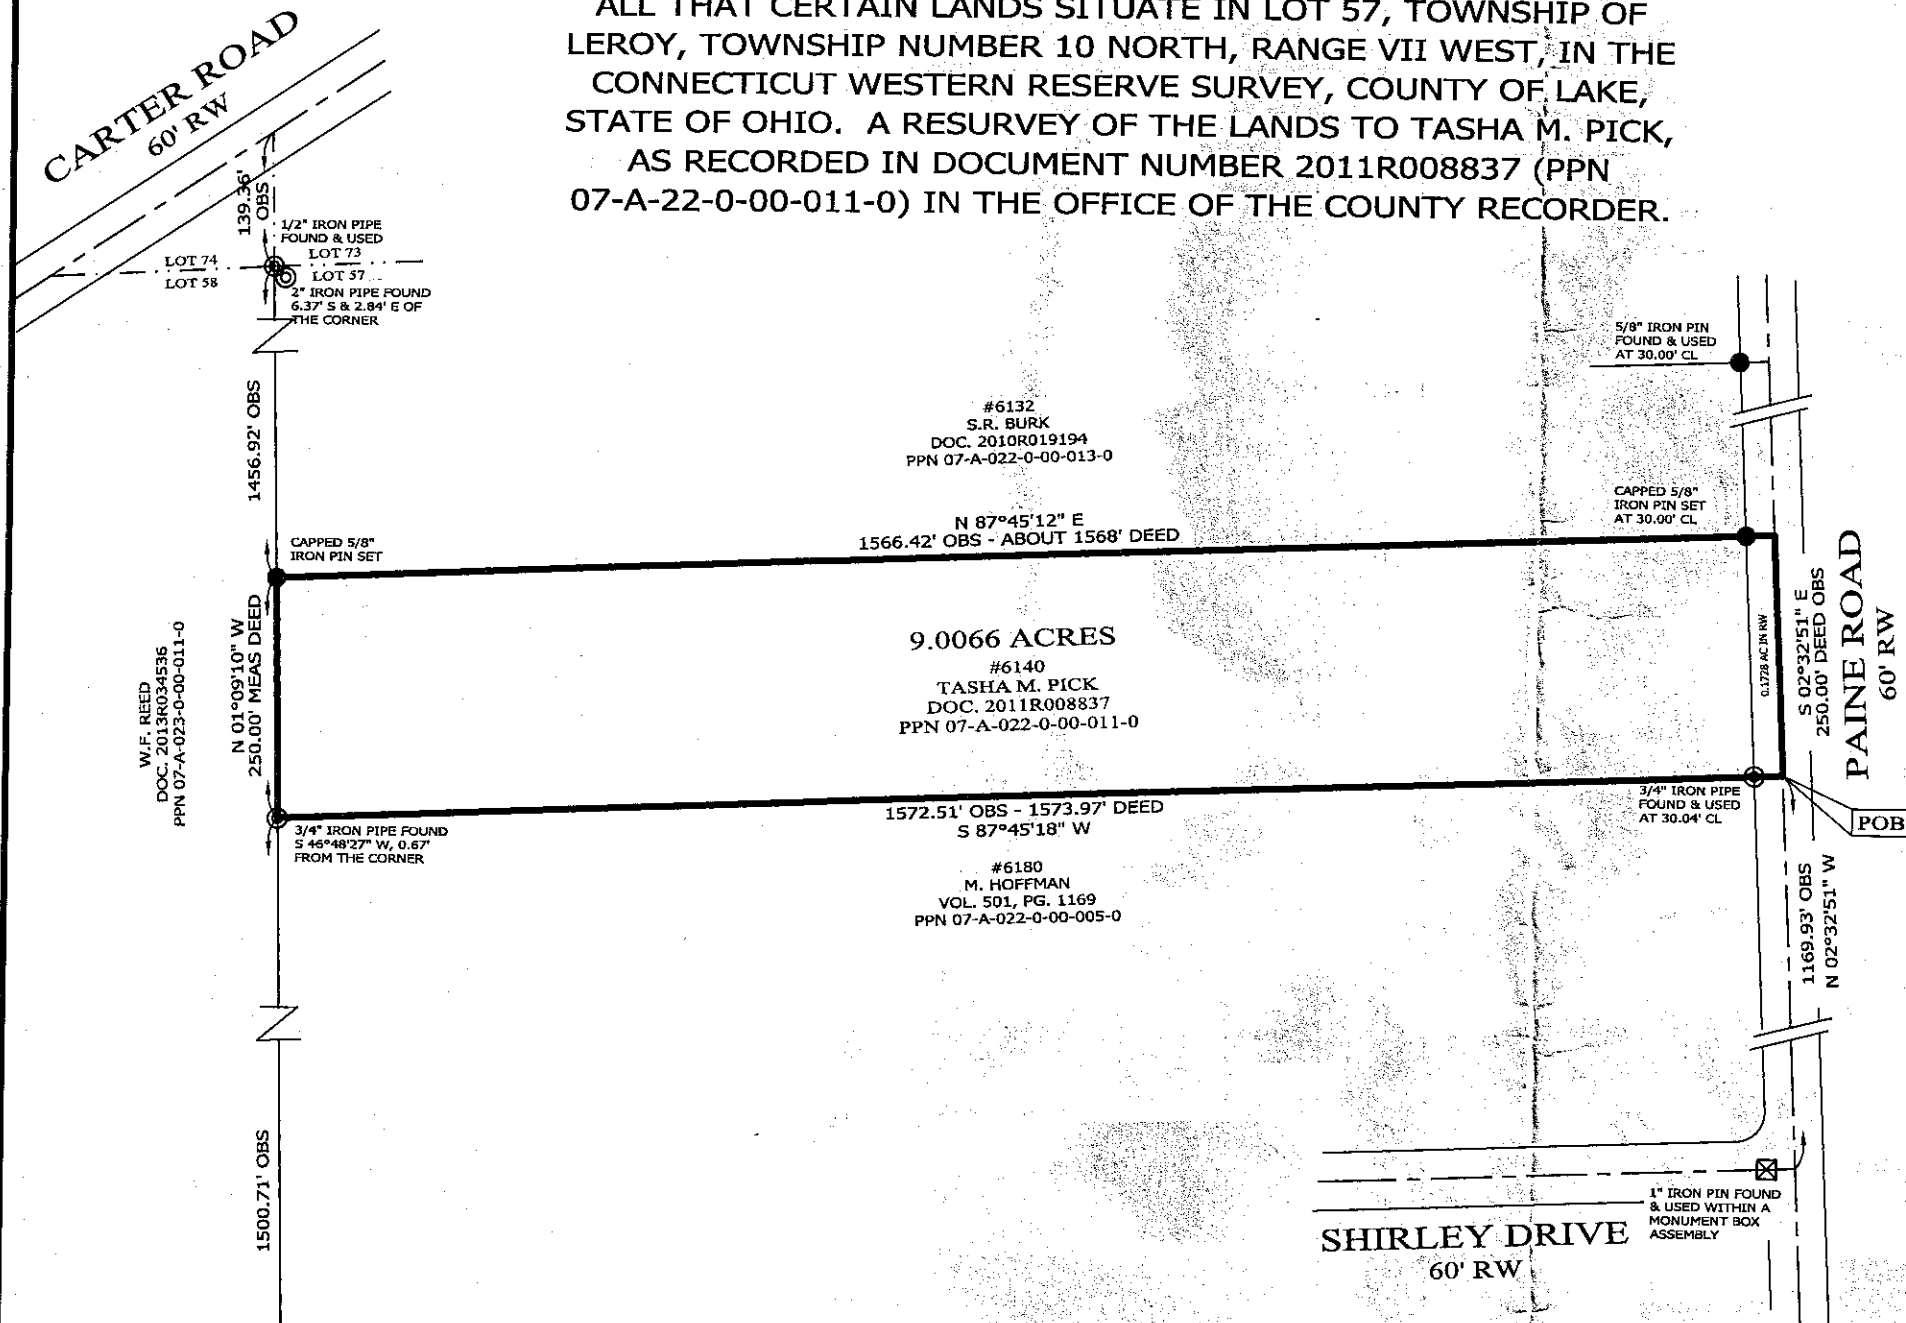 ALL THAT CERTAIN LANDS SITUATE IN LOT 57, TOWNSHIP OF
LEROY, TOWNSHIP NUMBER 10 NORTH, RANGE VII WEST, IN THE
CONNECTICUT WESTERN RESERVE SURVEY, COUNTY OF LAKE,
STATE OF OHIO. A RESURVEY OF THE LANDS TO TASHA M. PICK,
AS RECORDED IN DOCUMENT NUMBER 2011R008837 (PPN
07-A-22-0-00-011-0) IN THE OFFICE OF THE COUNTY RECORDER.
CARTER ROAD
60' RW
139.36'
OBS
1/2" IRON PIPE
FOUND & USED
LOT 74
LOT 73
LOT 58
LOT 57
2" IRON PIPE FOUND
6.37' S & 2.84' E OF
THE CORNER
5/8" IRON PIN
FOUND & USED
AT 30.00' CL
1456.92' OBS
#6132
S.R. BURK
DOC. 2010R019194
PPN 07-A-022-0-00-013-0
CAPPED 5/8"
IRON PIN SET
AT 30.00' CL
N 87°45'12" E
1566.42' OBS - ABOUT 1568' DEED
CAPPED 5/8"
IRON PIN SET
W.F. REED
DOC. 2013R034536
PPN 07-A-023-0-00-011-0
N 01°09'10" W
250.00' MEAS DEED
9.0066 ACRES
#6140
TASHA M. PICK
DOC. 2011R008837
PPN 07-A-022-0-00-011-0
0.1728 AC IN RW
S 02°32'51" E
250.00' DEED OBS
PAINE ROAD
60' RW
3/4" IRON PIPE
FOUND & USED
AT 30.04' CL
POB
1572.51' OBS - 1573.97' DEED
S 87°45'18" W
3/4" IRON PIPE FOUND
S 46°48'27" W, 0.67'
FROM THE CORNER
#6180
M. HOFFMAN
VOL. 501, PG. 1169
PPN 07-A-022-0-00-005-0
1169.93' OBS
N 02°32'51" W
1500.71' OBS
1" IRON PIN FOUND
& USED WITHIN A
MONUMENT BOX
ASSEMBLY
SHIRLEY DRIVE
60' RW